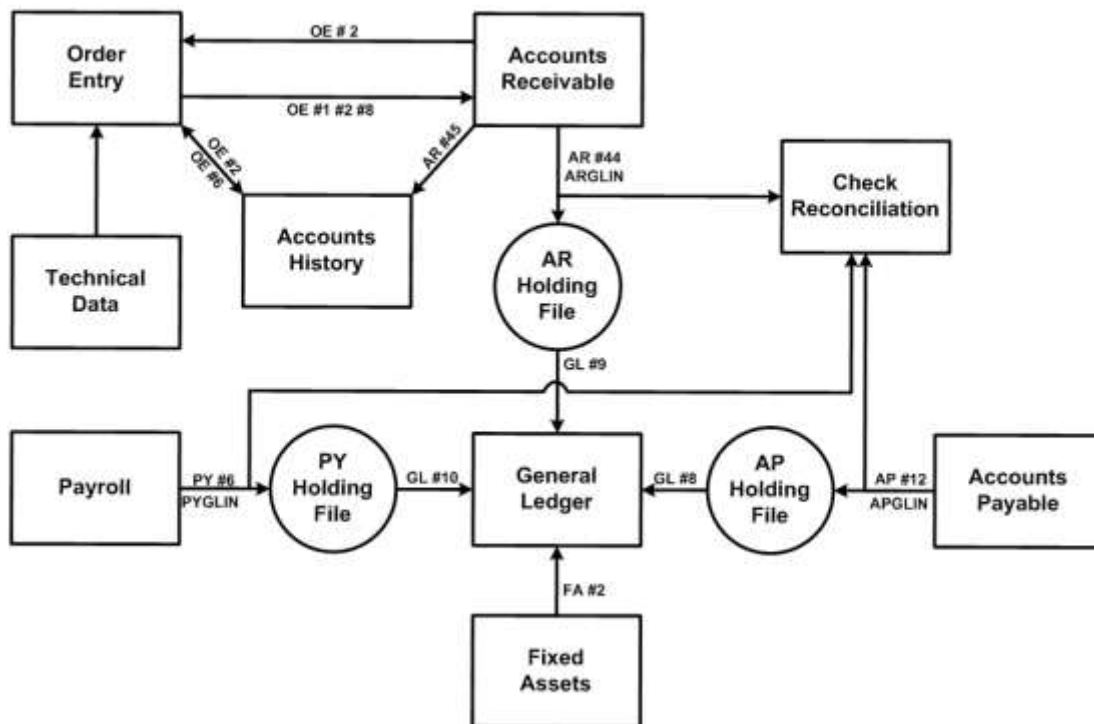 OE # 2
Order
Entry
Accounts
Receivable
OE #1 #2 #8
OE #2
OE #6
AR #45
AR #44
ARGLIN
Check
Reconciliation
Accounts
History
Technical
Data
AR
Holding
File
GL #9
Payroll
PY #6
PYGLIN
PY
Holding
File
GL #10
General
Ledger
GL #8
AP
Holding
File
AP #12
APGLIN
Accounts
Payable
FA #2
Fixed
Assets